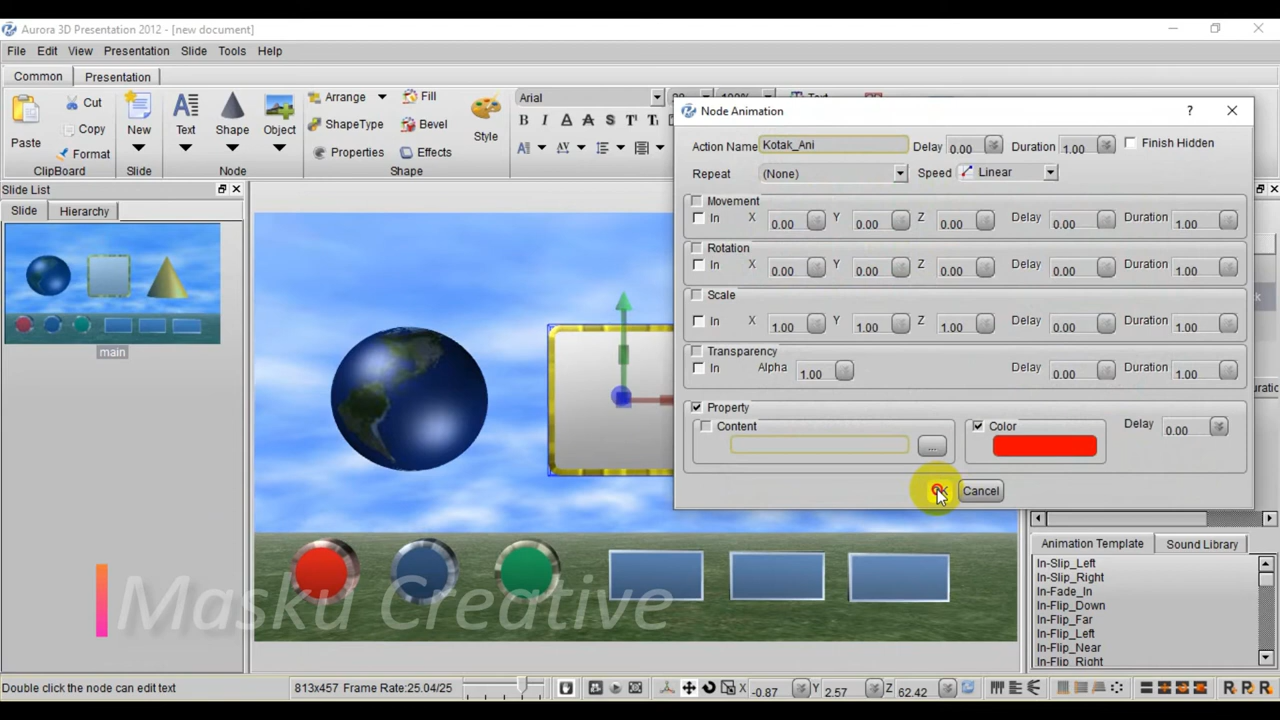 Aurora 3D Presentation 2012 - [new document]
File Edit View Presentation Slide Tools Help
Common Presentation
Paste Cut Copy Format ClipBoard
New Slide
Text Shape Object Node
Arrange ShapeType Properties Fill Bevel Effects Shape
Style
Arial
B I A A S T
Slide List
Slide Hierarchy
main
Node Animation ?
Action Name Kotak_Ani Delay 0.00 Duration 1.00 Finish Hidden
Repeat (None) Speed Linear
Movement
In X 0.00 Y 0.00 Z 0.00 Delay 0.00 Duration 1.00
Rotation
In X 0.00 Y 0.00 Z 0.00 Delay 0.00 Duration 1.00
Scale
In X 1.00 Y 1.00 Z 1.00 Delay 0.00 Duration 1.00
Transparency
In Alpha 1.00 Delay 0.00 Duration 1.00
Property
Content ... Color Delay 0.00
Cancel
Animation Template Sound Library
In-Slip_Left
In-Slip_Right
In-Fade_In
In-Flip_Down
In-Flip_Far
In-Flip_Left
In-Flip_Near
In-Flip_Right
Masku Creative
Double click the node can edit text 813x457 Frame Rate:25.04/25 X -0.87 Y 2.57 Z 62.42